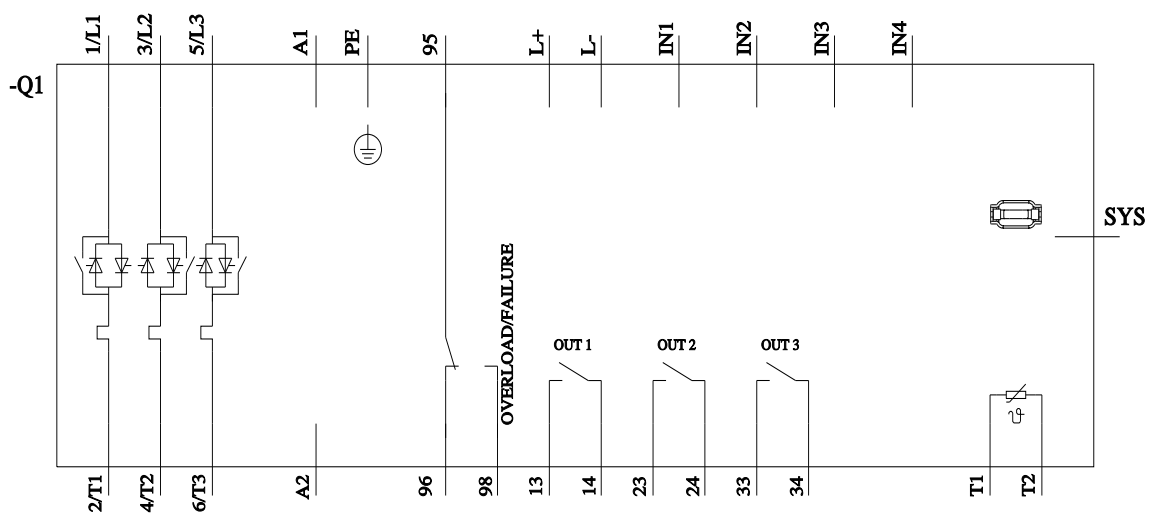 1/L1
3/L2
5/L3
A1
PE
95
L+
L-
IN1
IN2
IN3
IN4
-Q1
SYS
OVERLOAD/FAILURE
OUT 1
OUT 2
OUT 3
ϑ
2/T1
4/T2
6/T3
A2
96
98
13
14
23
24
33
34
T1
T2